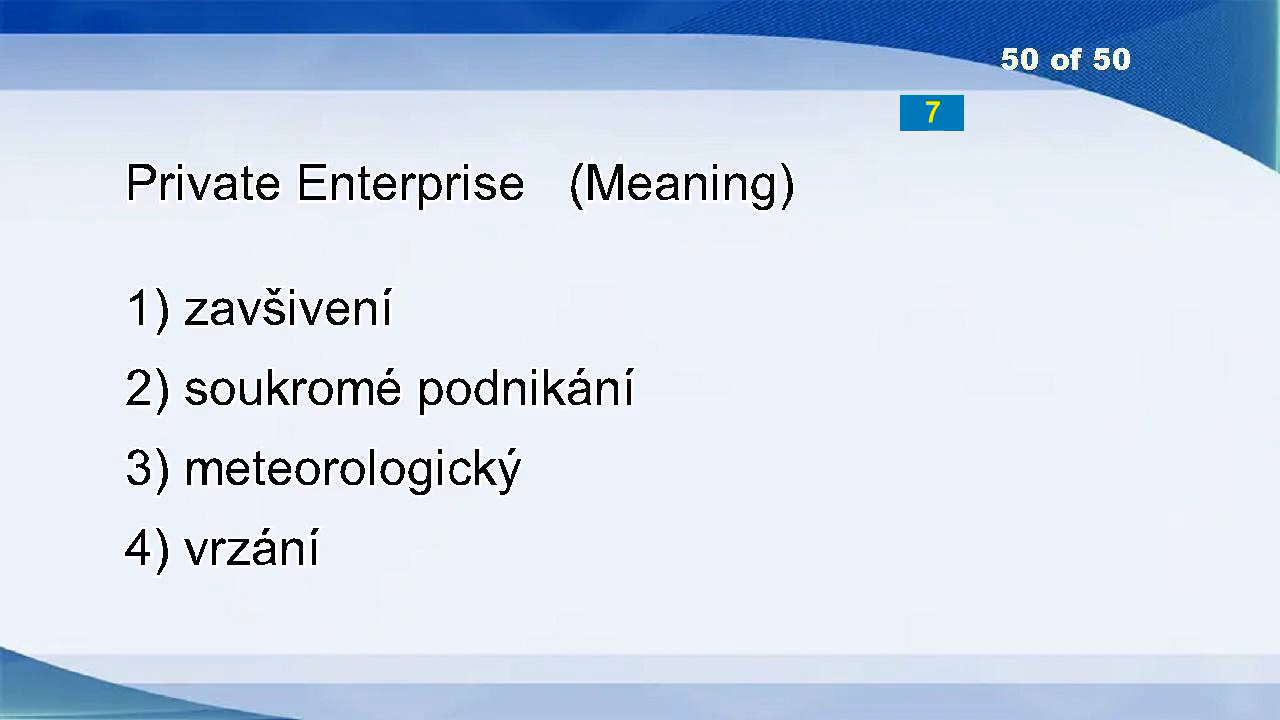 50 of 50
7
Private Enterprise (Meaning)
1) zavšivení
2) soukromé podnikání
3) meteorologický
4) vrzání